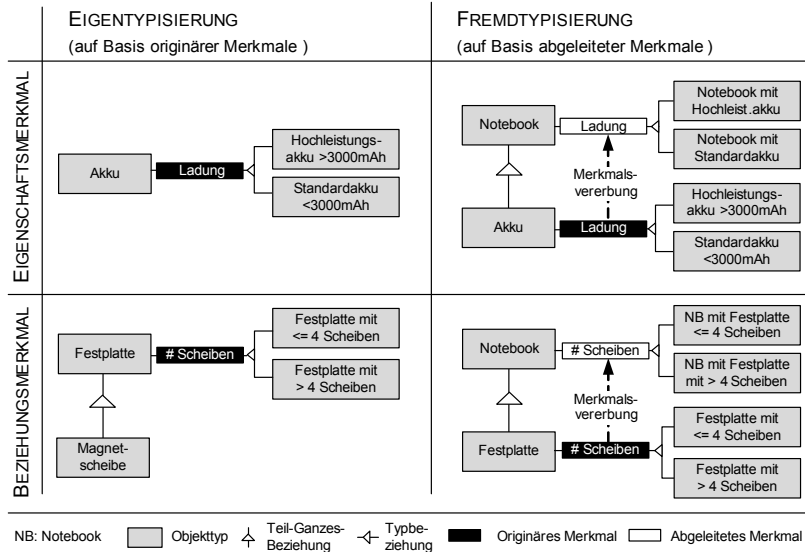 EIGENTYPISIERUNG
(auf Basis originärer Merkmale )
FREMDTYPISIERUNG
(auf Basis abgeleiteter Merkmale )
EIGENSCHAFTSMERKMAL
Akku
Ladung
Hochleistungs-
akku >3000mAh
Standardakku
<3000mAh
Notebook
Ladung
Notebook mit
Hochleist.akku
Notebook mit
Standardakku
Merkmals-
vererbung
Akku
Ladung
Hochleistungs-
akku >3000mAh
Standardakku
<3000mAh
BEZIEHUNGSMERKMAL
Festplatte
# Scheiben
Festplatte mit
<= 4 Scheiben
Festplatte mit
> 4 Scheiben
Magnet-
scheibe
Notebook
# Scheiben
NB mit Festplatte
<= 4 Scheiben
NB mit Festplatte
mit > 4 Scheiben
Merkmals-
vererbung
Festplatte
# Scheiben
Festplatte mit
<= 4 Scheiben
Festplatte mit
> 4 Scheiben
NB: Notebook
Objekttyp
Teil-Ganzes-
Beziehung
Typbe-
ziehung
Originäres Merkmal
Abgeleitetes Merkmal